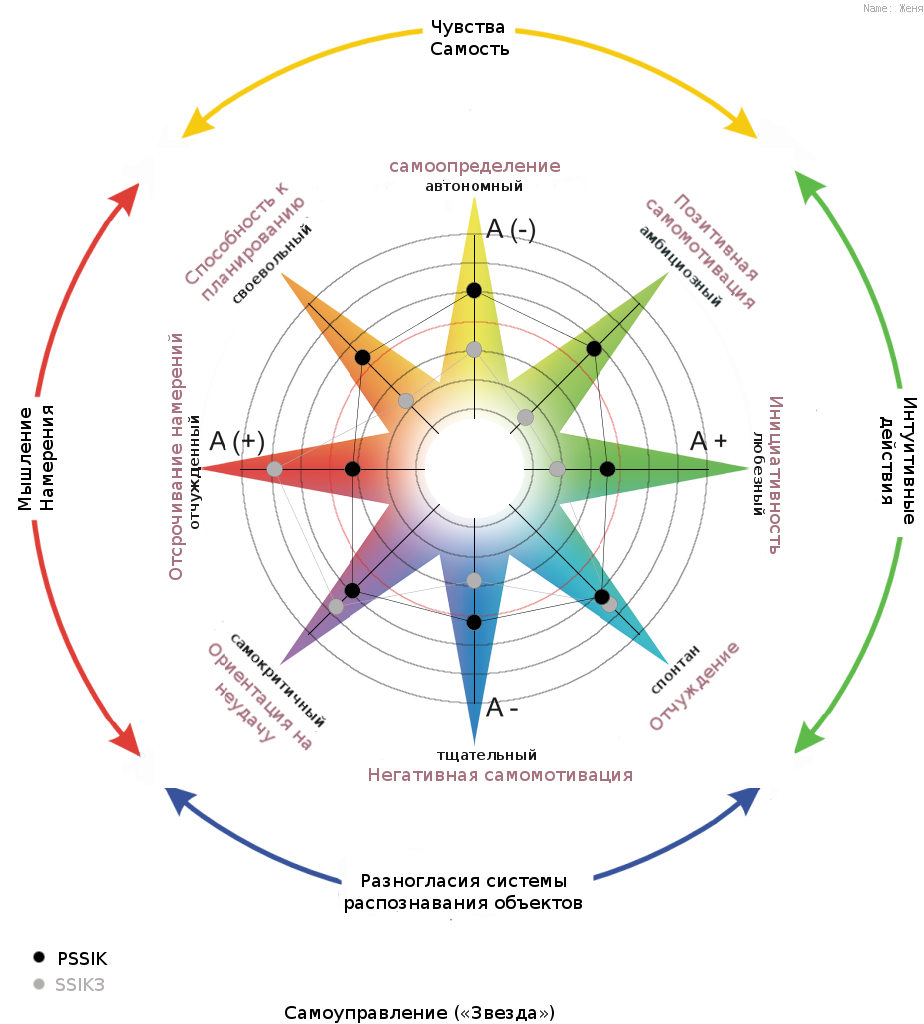 Name: Женя
Чувства
Самость
самоопределение
автономный
A (-)
Способность к
планированию
своевольный
Позитивная
самомотивация
амбициозный
Мышление
Намерения
Отсрочивание намерений
отчужденный
A (+)
A +
любезный
Инициативность
Интуитивные
действия
самокритичный
Ориентация на
неудачу
спонтан
Отчуждение
A -
тщательный
Негативная самомотивация
Разногласия системы
распознавания объектов
PSSIK
SSIK3
Самоуправление («Звезда»)